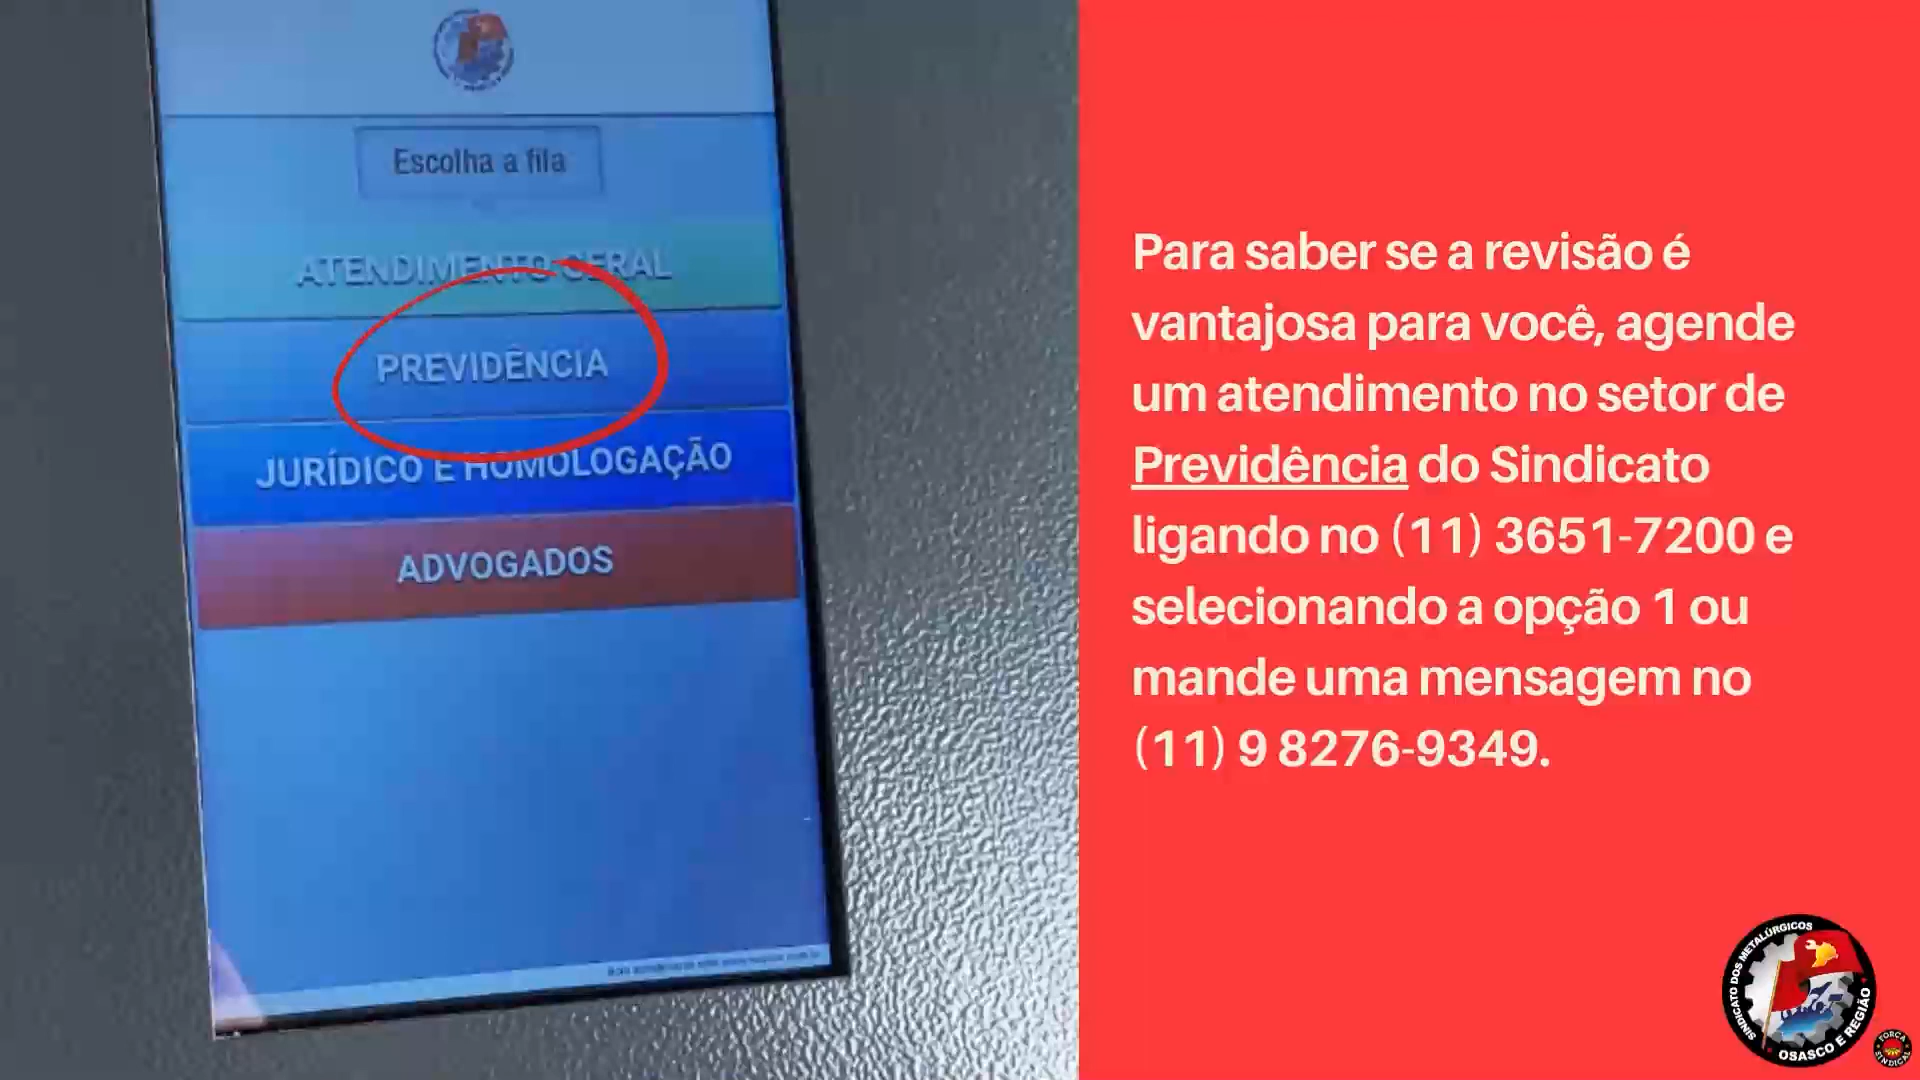 Escolha a fila
ATENDIMENTO GERAL
PREVIDÊNCIA
JURÍDICO E HOMOLOGAÇÃO
ADVOGADOS
Para saber se a revisão é
vantajosa para você, agende
um atendimento no setor de
Previdência do Sindicato
ligando no (11) 3651-7200 e
selecionando a opção 1 ou
mande uma mensagem no
(11) 9 8276-9349.
SINDICATO DOS METALÚRGICOS
OSASCO E REGIÃO
FORÇA
SINDICAL